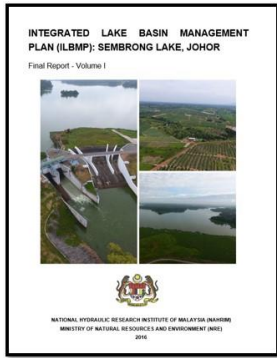 INTEGRATED LAKE BASIN MANAGEMENT
PLAN (ILBMP): SEMBRONG LAKE, JOHOR
Final Report - Volume I
NATIONAL HYDRAULIC RESEARCH INSTITUTE OF MALAYSIA (NAHRIM)
MINISTRY OF NATURAL RESOURCES AND ENVIRONMENT (NRE)
2016